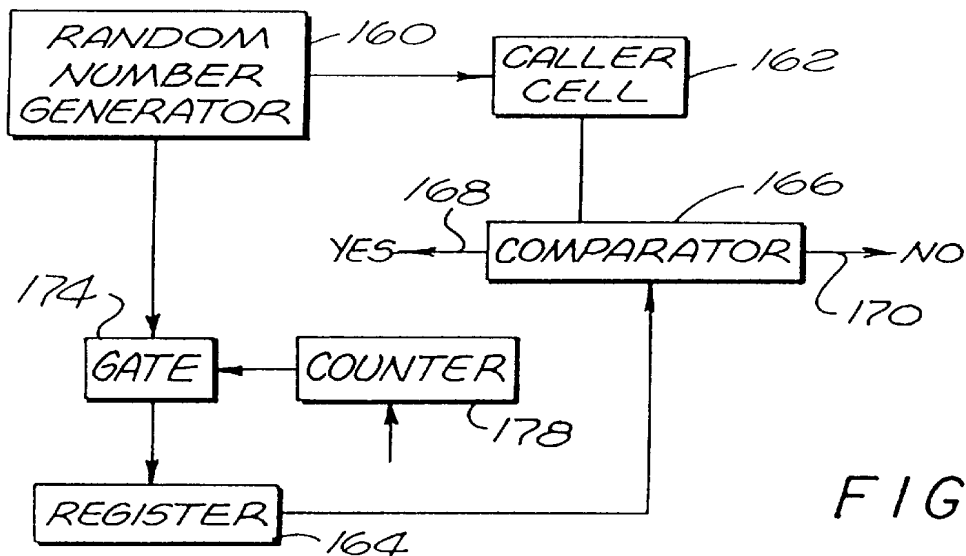 RANDOM
NUMBER
GENERATOR
160
CALLER
CELL
162
168
166
YES
COMPARATOR
NO
170
174
GATE
COUNTER
178
REGISTER
164
FIG